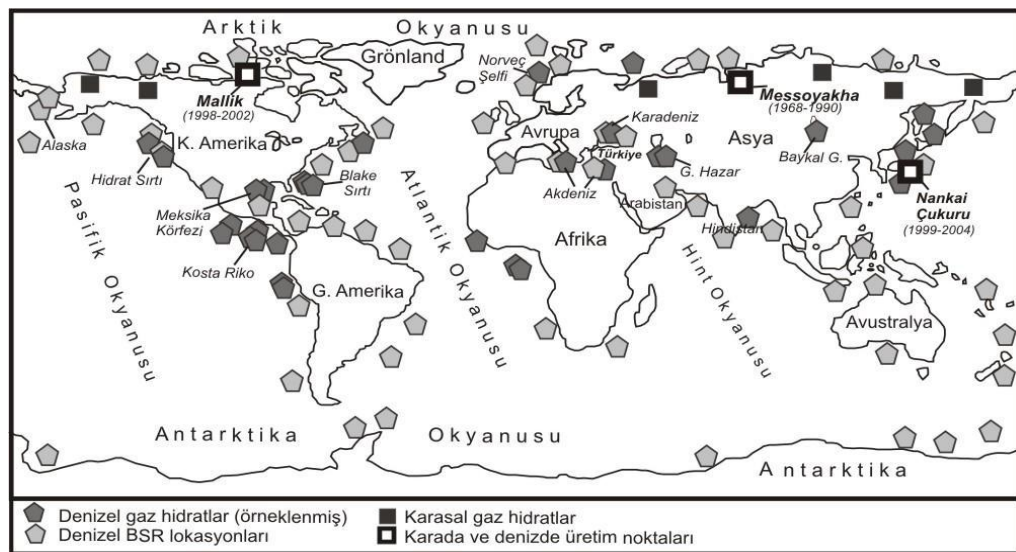 Arktik Okyanusu
Grönland
Norveç
Şelfi
Mallik
(1998-2002)
Messoyakha
(1968-1990)
Karadeniz
Avrupa
Asya
Alaska
K. Amerika
Türkiye
Baykal G.
Hidrat Sırtı
Blake
Sırtı
Akdeniz
G. Hazar
Nankai
Çukuru
(1999-2004)
Meksika
Körfezi
Arabistan
Hindistan
Afrika
Kosta Riko
G. Amerika
Avustralya
Pasifik Okyanusu
Atlantik Okyanusu
Hint Okyanusu
Antarktika Okyanusu
Antarktika
Denizel gaz hidratlar (örneklenmiş)
Karasal gaz hidratlar
Denizel BSR lokasyonları
Karada ve denizde üretim noktaları